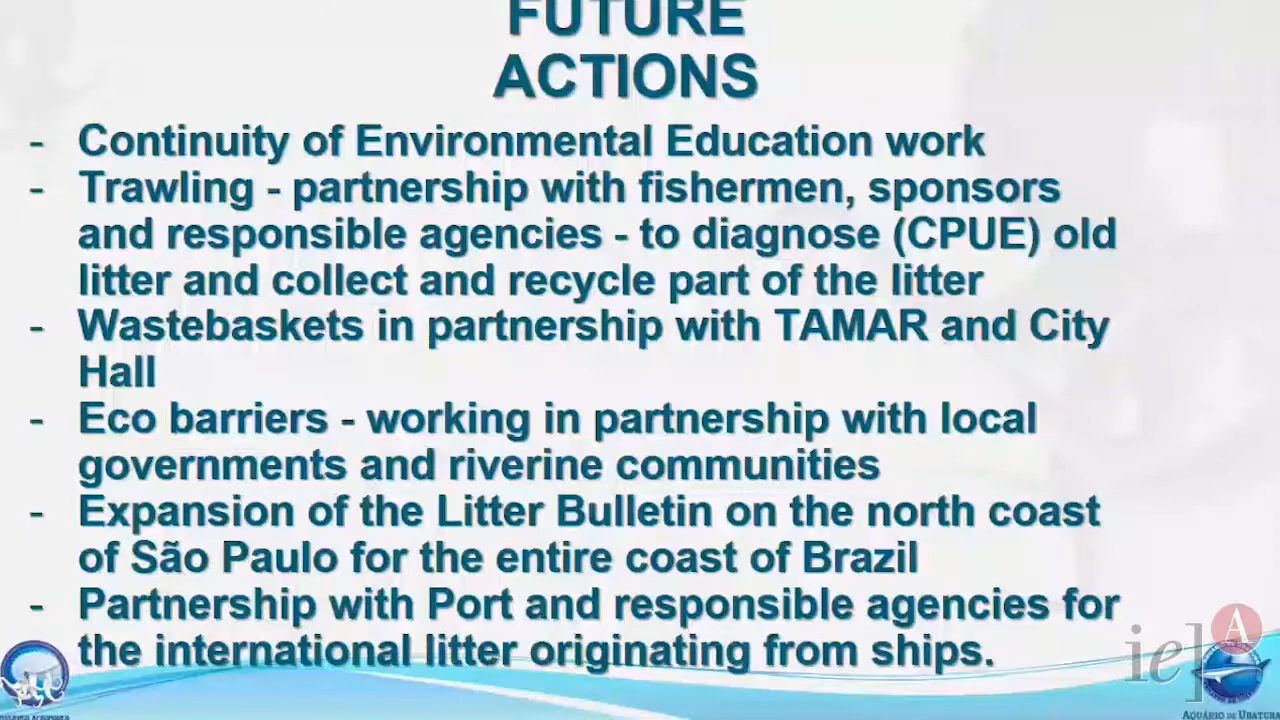 FUTURE
ACTIONS
- Continuity of Environmental Education work
- Trawling - partnership with fishermen, sponsors
and responsible agencies - to diagnose (CPUE) old
litter and collect and recycle part of the litter
- Wastebaskets in partnership with TAMAR and City
Hall
- Eco barriers - working in partnership with local
governments and riverine communities
- Expansion of the Litter Bulletin on the north coast
of São Paulo for the entire coast of Brazil
- Partnership with Port and responsible agencies for
the international litter originating from ships.
ie]A
AQUÁRIO DE UBATUBA